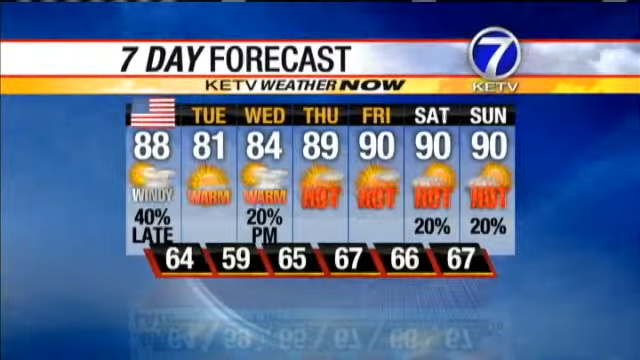 7 DAY FORECAST
7
KETV
KETV WEATHER NOW
TUE WED THU FRI SAT SUN
88 81 84 89 90 90 90
WINDY WARM WARM HOT HOT HOT HOT
40% 20% 20% 20%
LATE PM
64 59 65 67 66 67